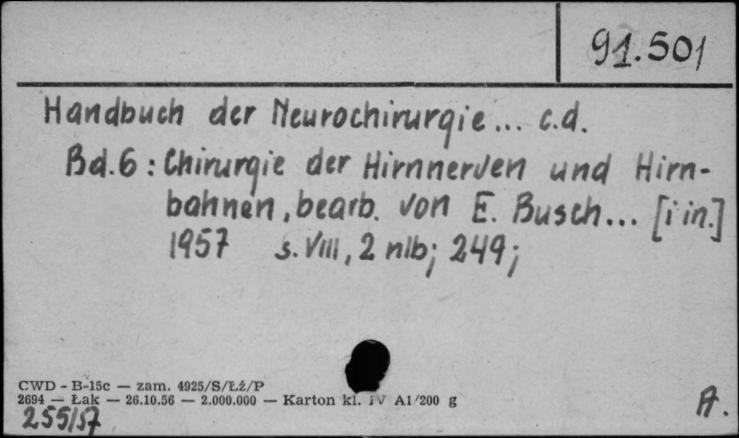 91.501
Handbuch der Neurochirurgie... c.d.
Bd.6: Chirurgie der Hirnnerven und Hirn-
bahnen, bearb. von E. Busch... [i in.]
1957 s. VIII, 2 nlb; 249;
CWD - B-15c — zam. 4925/S/Łź/P
2694 — Łak — 26.10.56 — 2.000.000 — Karton kl. IV A1/200 g
255/57
A.